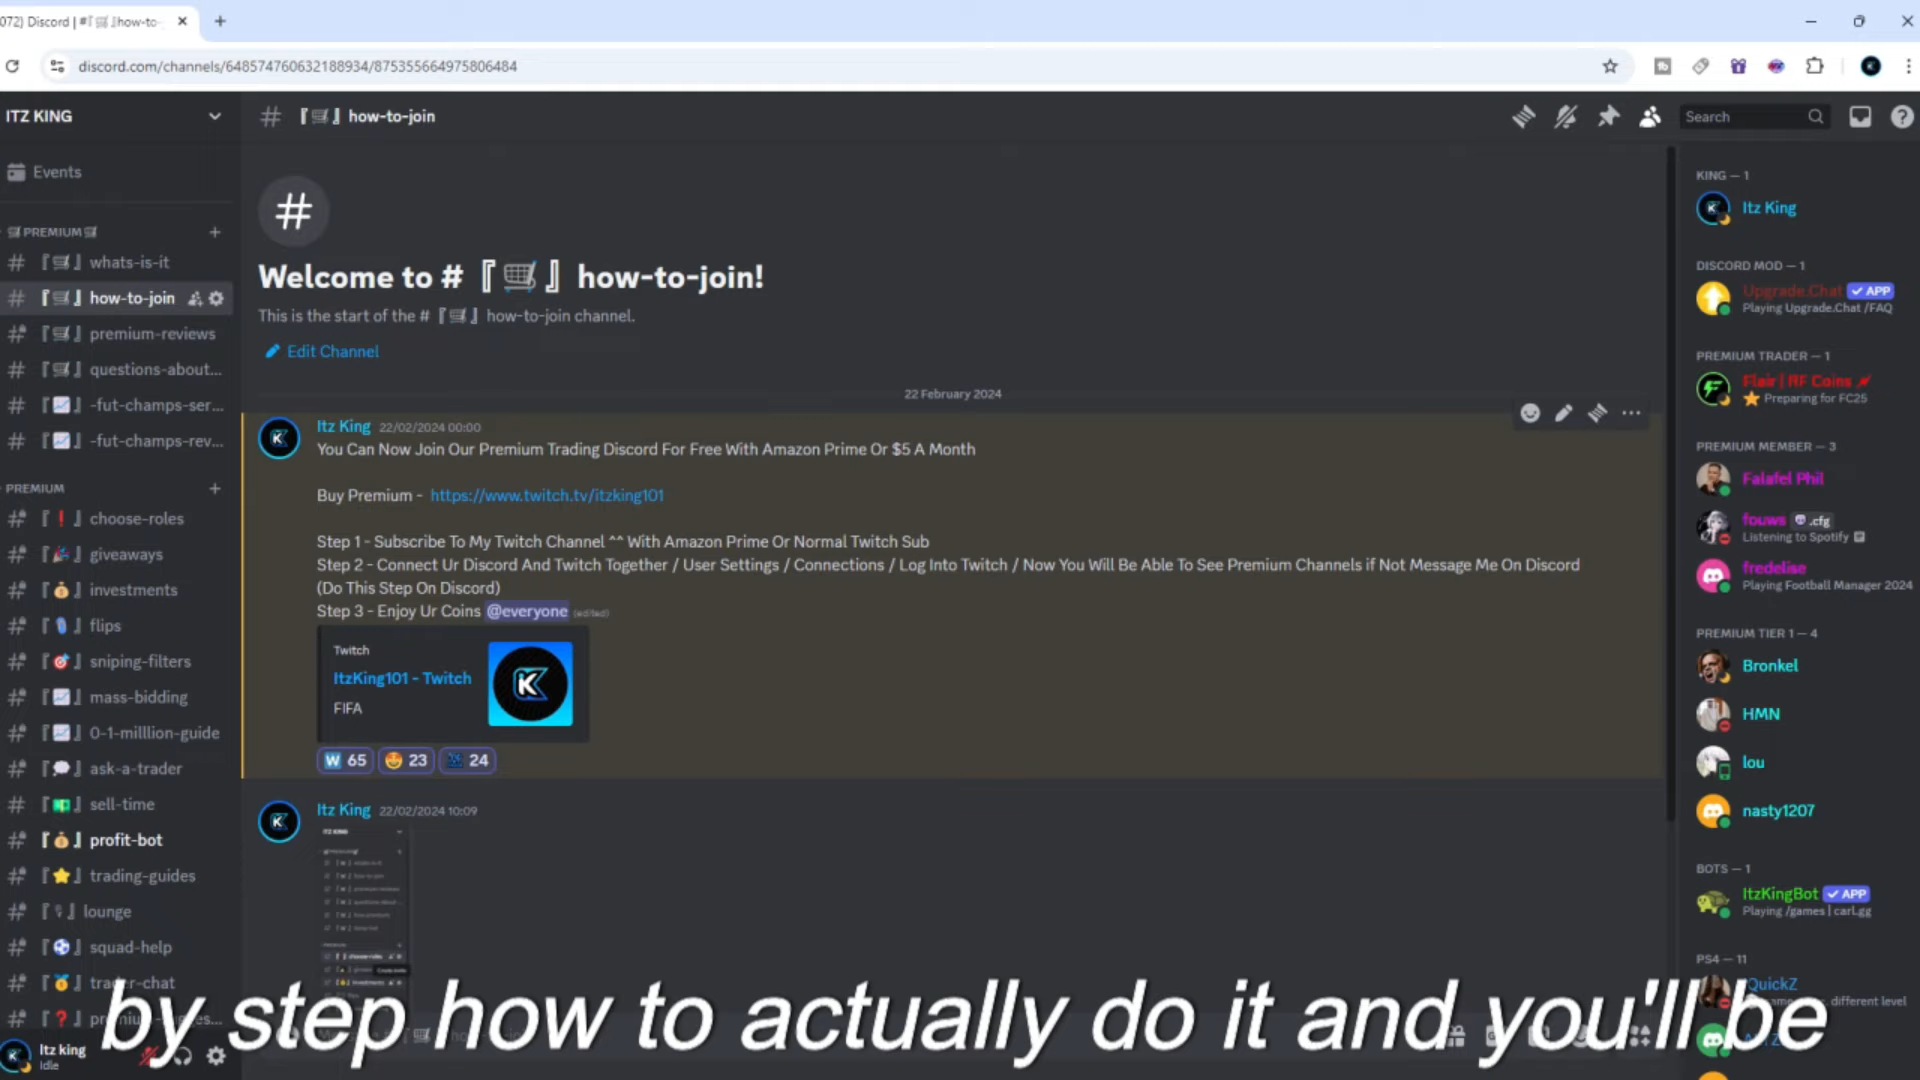 072) Discord | #『🛒』how-to-
discord.com/channels/648574760632188934/875355664975806484
ITZ KING
『🛒』 how-to-join
Search
Events
🛒PREMIUM🛒
『🛒』 whats-is-it
『🛒』 how-to-join
『🛒』 premium-reviews
『🛒』 questions-about...
『📈』 -fut-champs-ser...
『📈』 -fut-champs-rev...
PREMIUM
『❗』 choose-roles
『🎉』 giveaways
『💰』 investments
『』 flips
『🎯』 sniping-filters
『📈』 mass-bidding
『📈』 0-1-milllion-guide
『💭』 ask-a-trader
『💵』 sell-time
『💰』 profit-bot
『⭐』 trading-guides
『』 lounge
『⚽』 squad-help
『🥇』 trader-chat
Itz king
Idle
Welcome to # 『🛒』 how-to-join!
This is the start of the # 『🛒』 how-to-join channel.
Edit Channel
22 February 2024
Itz King 22/02/2024 00:00
You Can Now Join Our Premium Trading Discord For Free With Amazon Prime Or $5 A Month
Buy Premium - https://www.twitch.tv/itzking101
Step 1 - Subscribe To My Twitch Channel ^^ With Amazon Prime Or Normal Twitch Sub
Step 2 - Connect Ur Discord And Twitch Together / User Settings / Connections / Log Into Twitch / Now You Will Be Able To See Premium Channels if Not Message Me On Discord
(Do This Step On Discord)
Step 3 - Enjoy Ur Coins @everyone (edited)
Twitch
ItzKing101 - Twitch
FIFA
W 65 🤩 23 24
Itz King 22/02/2024 10:09
ITZ KING
KING — 1
Itz King
DISCORD MOD — 1
Upgrade.Chat ✓ APP
Playing Upgrade.Chat /FAQ
PREMIUM TRADER — 1
Flair | RF Coins
⭐ Preparing for FC25
PREMIUM MEMBER — 3
Falafel Phil
fouws .cfg
Listening to Spotify
fredelise
Playing Football Manager 2024
PREMIUM TIER 1 — 4
Bronkel
HMN
lou
nasty1207
BOTS — 1
ItzKingBot ✓ APP
Playing /games | carl.gg
PS4 — 11
QuickZ
different level
by step how to actually do it and you'll be